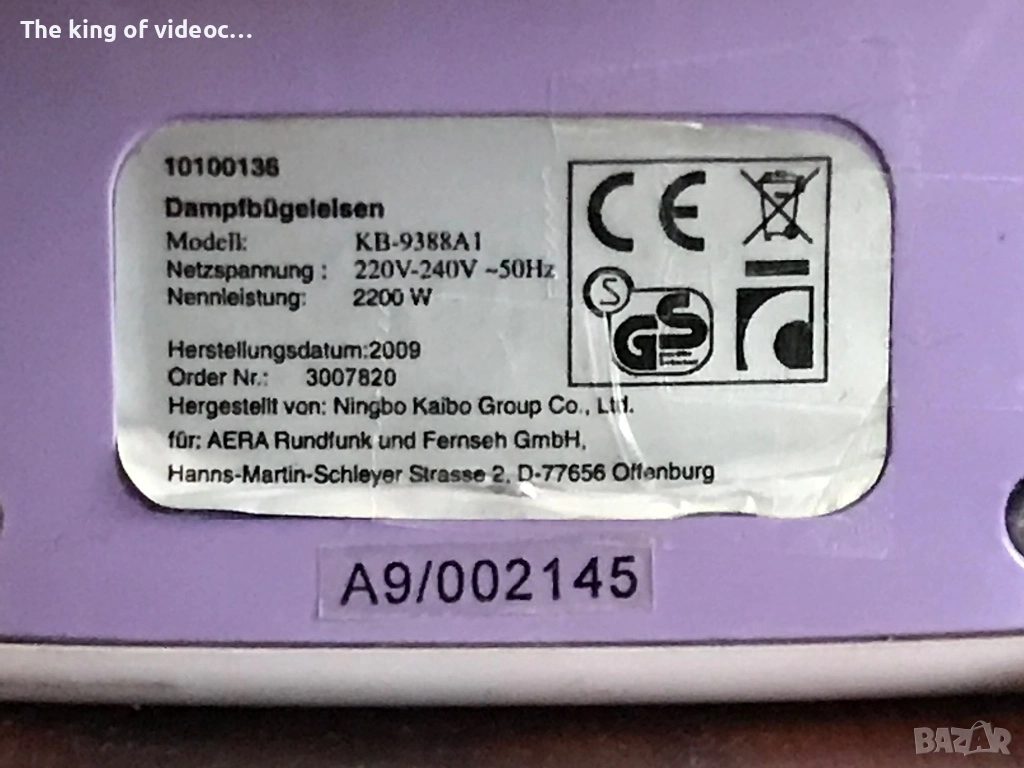 The king of videoc...
10100136
Dampfbügeleisen
Modell: KB-9388A1
Netzspannung : 220V-240V ~50Hz
Nennleistung: 2200 W
Herstellungsdatum:2009
Order Nr.: 3007820
Hergestellt von: Ningbo Kaibo Group Co., Ltd.
für: AERA Rundfunk und Fernseh GmbH,
Hanns-Martin-Schleyer Strasse 2, D-77656 Offenburg
CE
S
GS
A9/002145
BAZAR